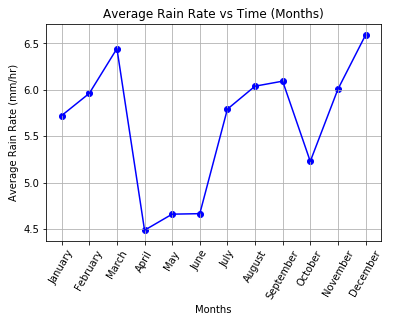 Average Rain Rate vs Time (Months)
Average Rain Rate (mm/hr)
6.5
6.0
5.5
5.0
4.5
January
February
March
April
May
June
July
August
September
October
November
December
Months